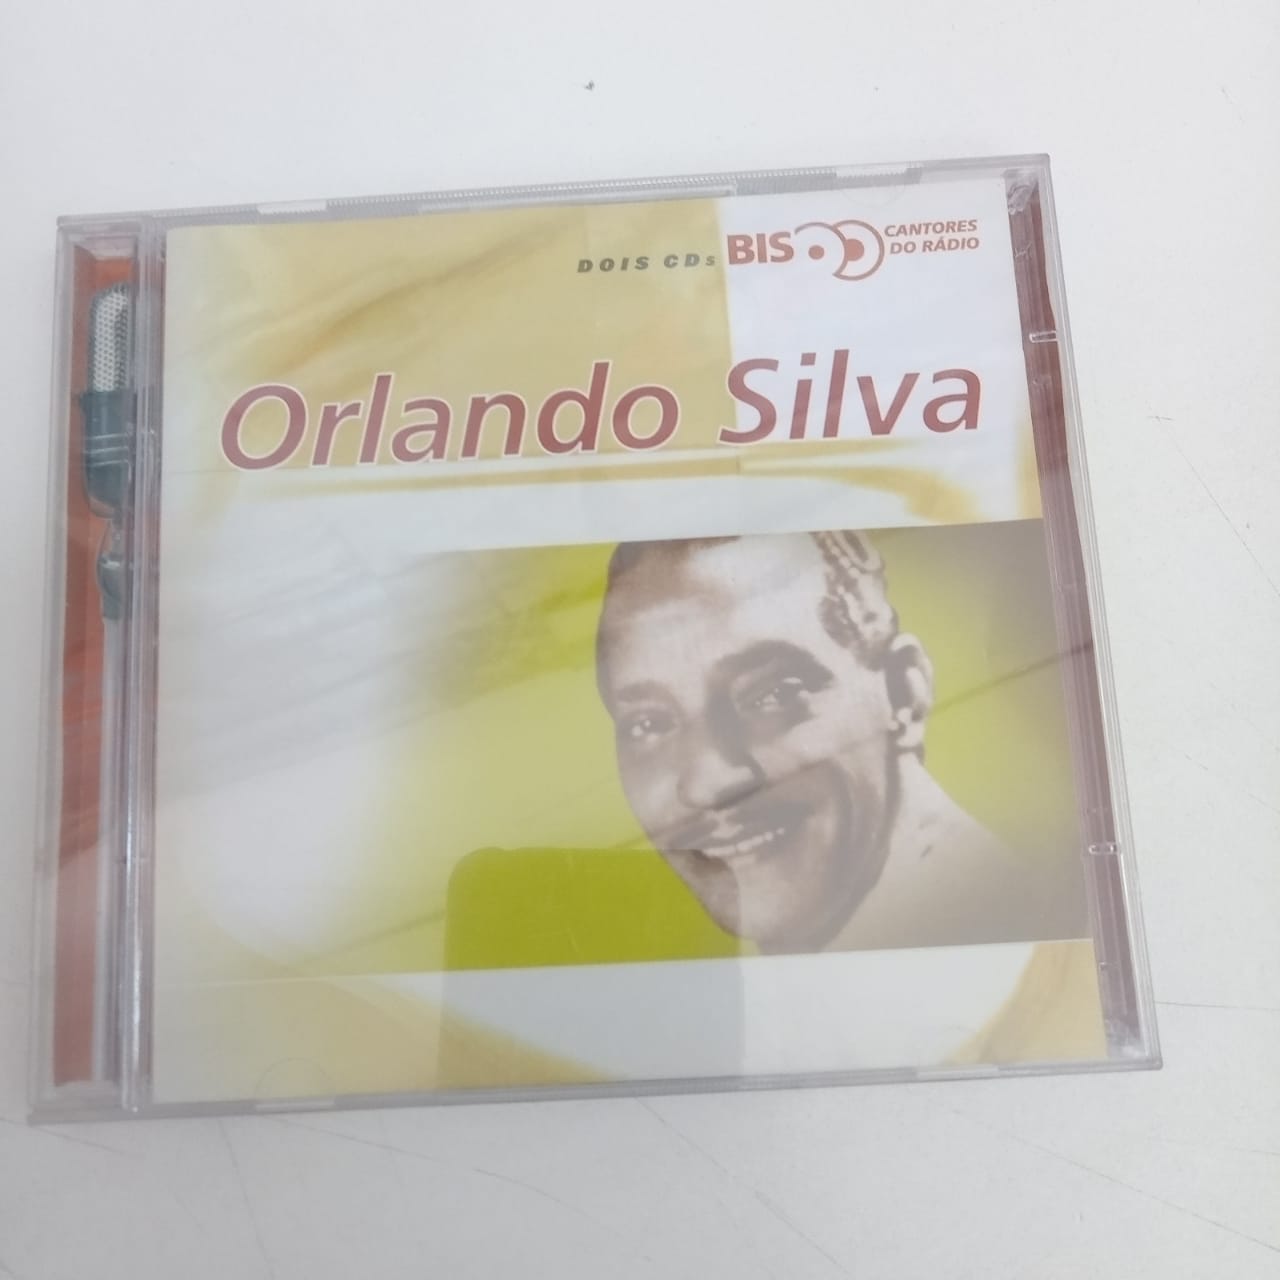 DOIS CDs
BIS
CANTORES
DO RÁDIO
Orlando Silva